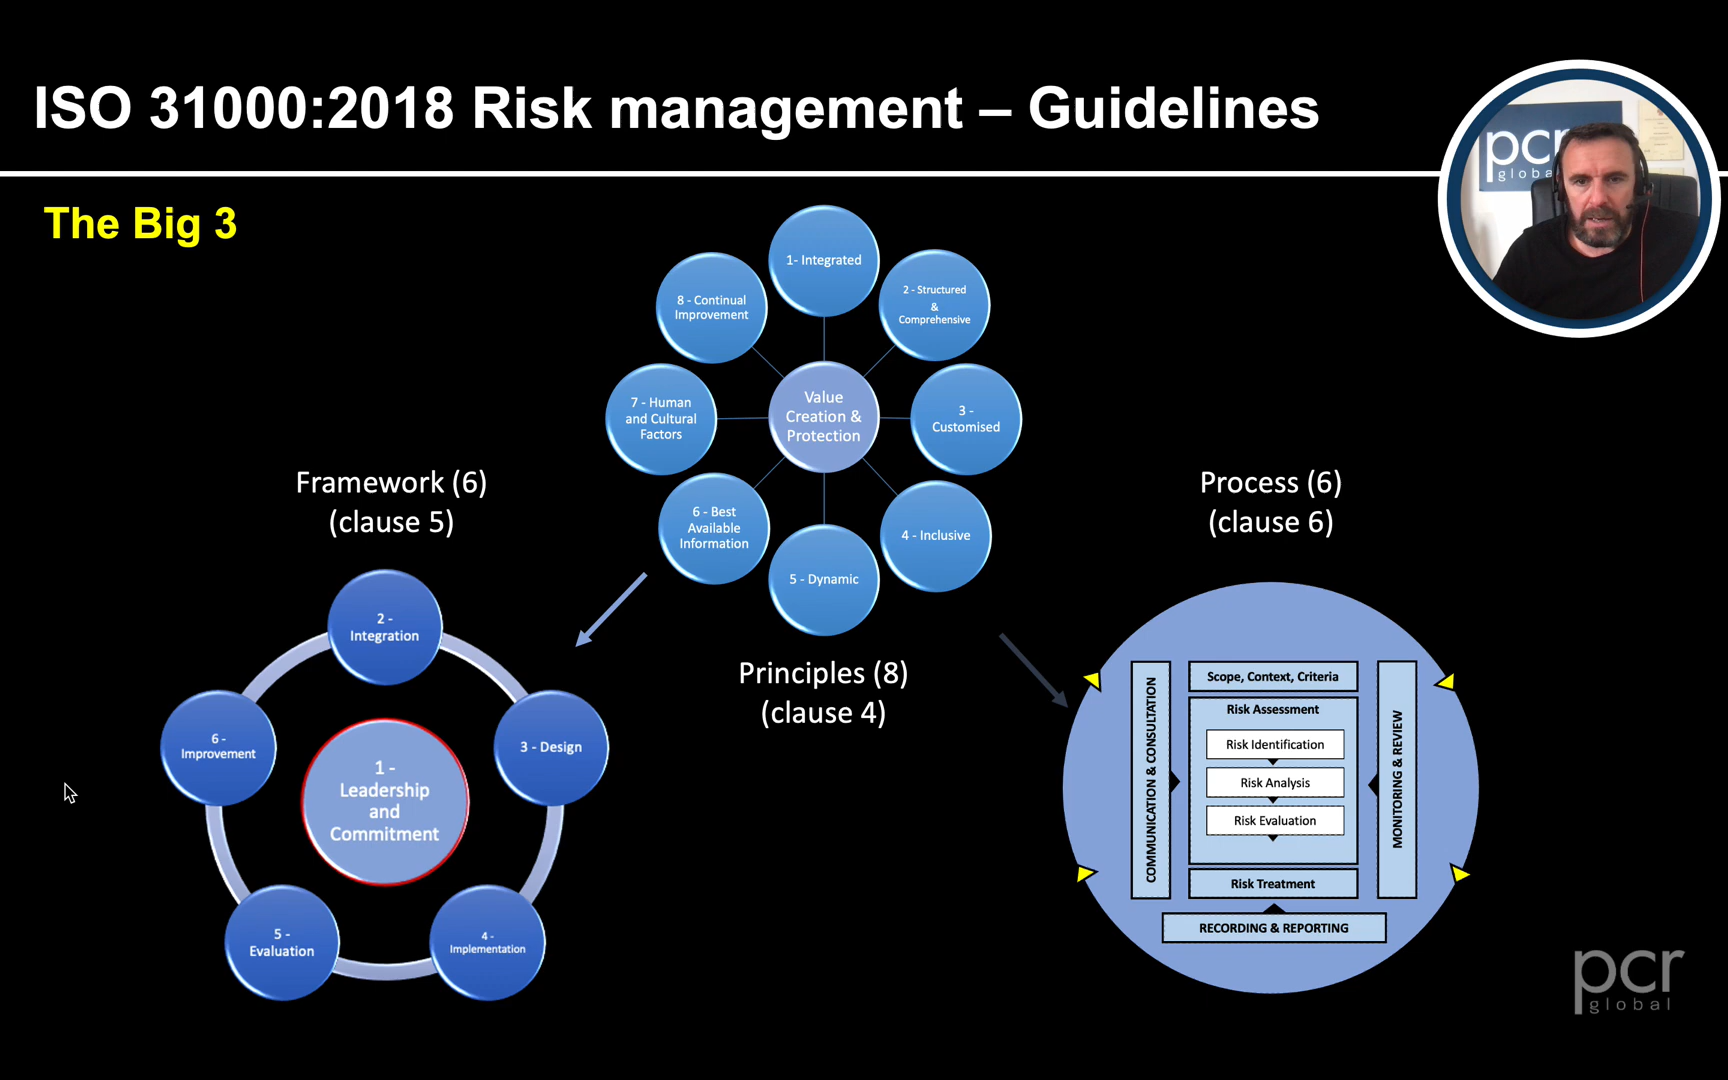 ISO 31000:2018 Risk management – Guidelines
pcr
global
The Big 3
1- Integrated
2 - Structured
&
Comprehensive
3 -
Customised
4 - Inclusive
5 - Dynamic
6 - Best
Available
Information
7 - Human
and Cultural
Factors
8 - Continual
Improvement
Value
Creation &
Protection
Principles (8)
(clause 4)
Framework (6)
(clause 5)
1 -
Leadership
and
Commitment
2 -
Integration
3 - Design
4 -
Implementation
5 -
Evaluation
6 -
Improvement
Process (6)
(clause 6)
COMMUNICATION & CONSULTATION
Scope, Context, Criteria
Risk Assessment
Risk Identification
Risk Analysis
Risk Evaluation
Risk Treatment
MONITORING & REVIEW
RECORDING & REPORTING
pcr
global